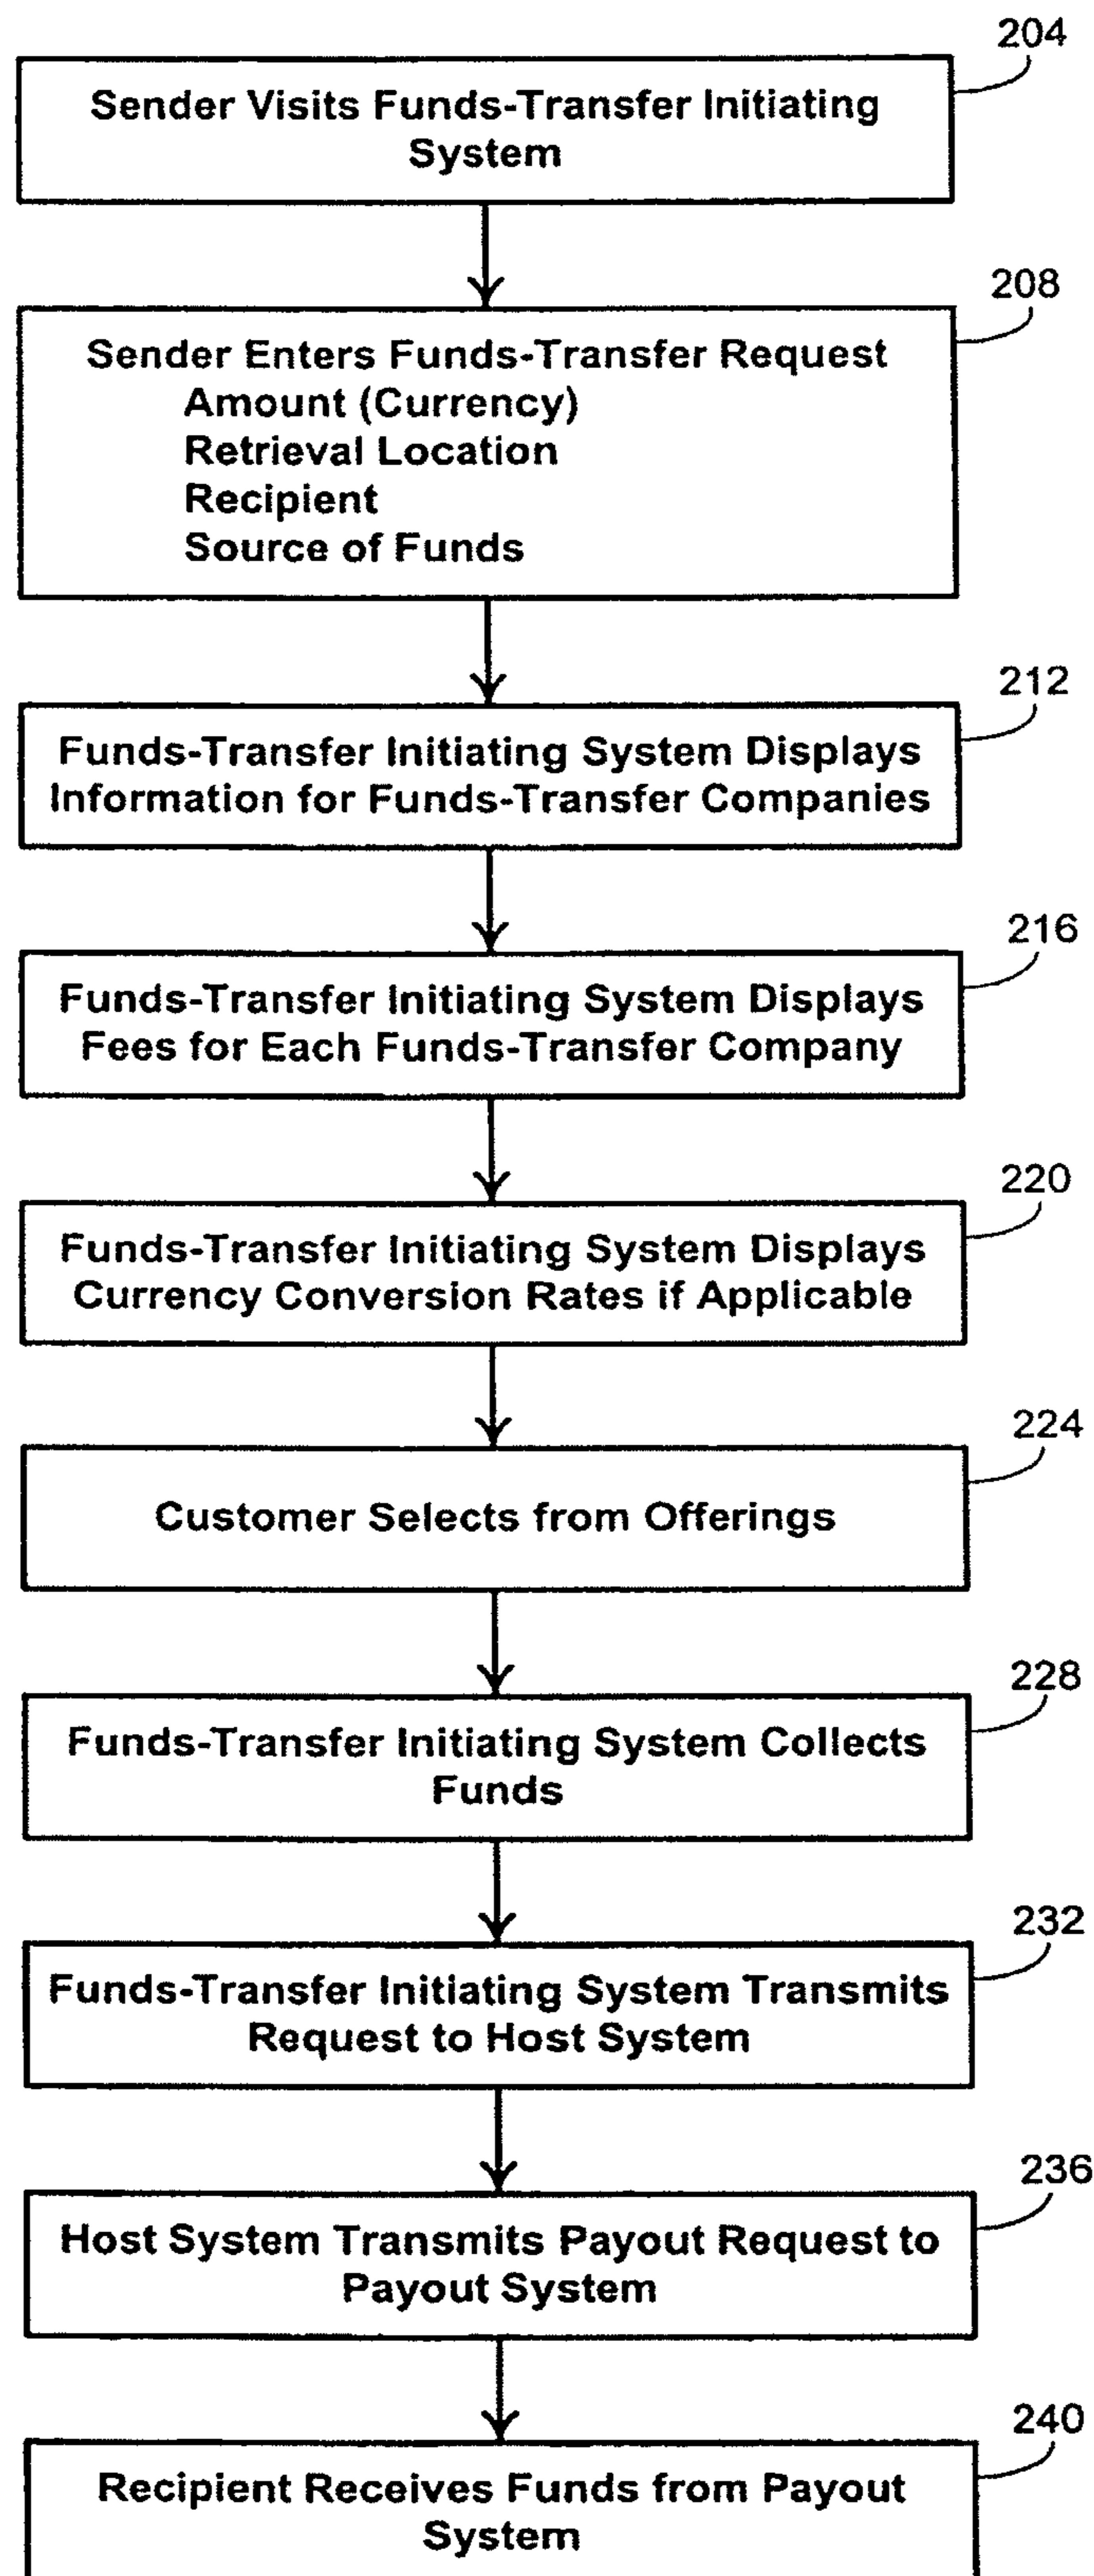 204
Sender Visits Funds-Transfer Initiating
System
208
Sender Enters Funds-Transfer Request
Amount (Currency)
Retrieval Location
Recipient
Source of Funds
212
Funds-Transfer Initiating System Displays
Information for Funds-Transfer Companies
216
Funds-Transfer Initiating System Displays
Fees for Each Funds-Transfer Company
220
Funds-Transfer Initiating System Displays
Currency Conversion Rates if Applicable
224
Customer Selects from Offerings
228
Funds-Transfer Initiating System Collects
Funds
232
Funds-Transfer Initiating System Transmits
Request to Host System
236
Host System Transmits Payout Request to
Payout System
240
Recipient Receives Funds from Payout
System